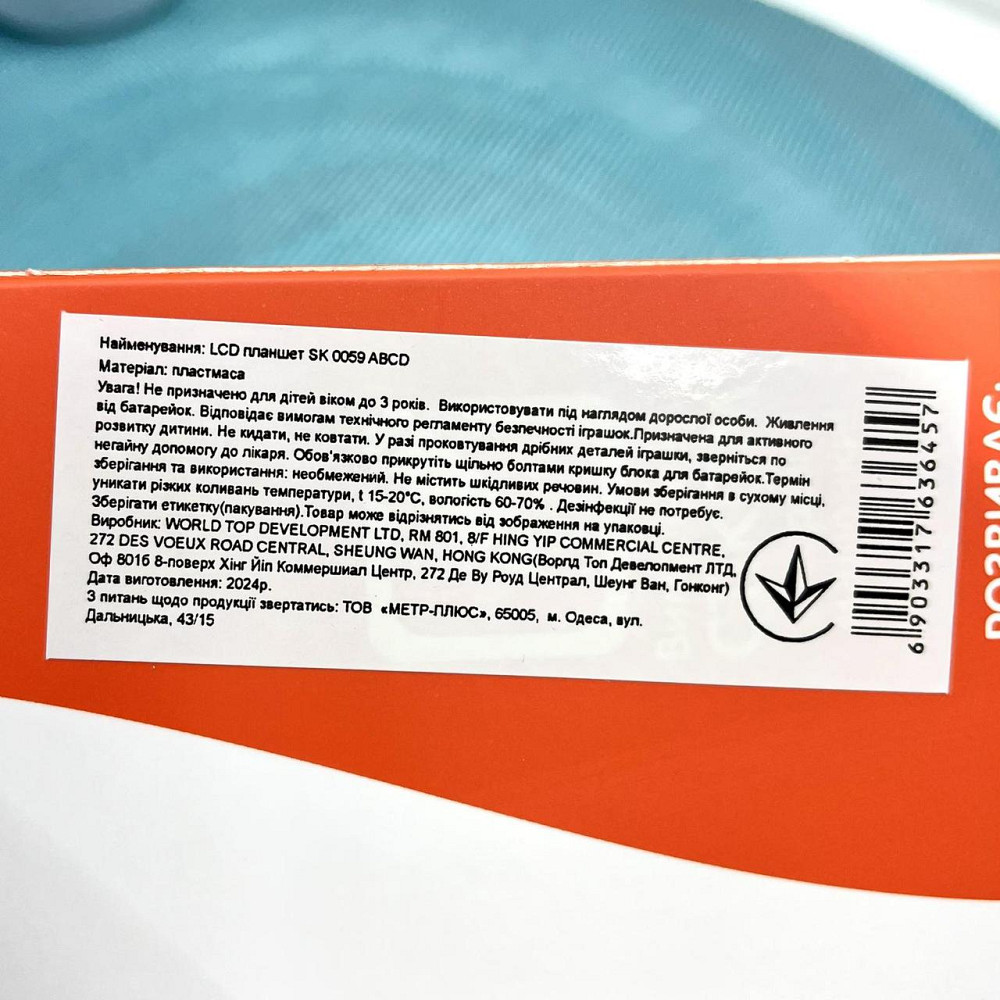 Найменування: LCD планшет SK 0059 ABCD
Матеріал: пластмаса
Увага! Не призначено для дітей віком до 3 років. Використовувати під наглядом дорослої особи. Живлення
від батарейок. Відповідає вимогам технічного регламенту безпечності іграшок.Призначена для активного
розвитку дитини. Не кидати, не ковтати. У разі проковтування дрібних деталей іграшки, зверніться по
негайну допомогу до лікаря. Обов'язково прикрутіть щільно болтами кришку блока для батарейок.Термін
зберігання та використання: необмежений. Не містить шкідливих речовин. Умови зберігання в сухому місці,
уникати різких коливань температури, t 15-20°С, вологість 60-70% . Дезінфекції не потребує.
Зберігати етикетку(пакування).Товар може відрізнятись від зображення на упаковці.
Виробник: WORLD TOP DEVELOPMENT LTD, RM 801, 8/F HING YIP COMMERCIAL CENTRE,
272 DES VOEUX ROAD CENTRAL, SHEUNG WAN, HONG KONG(Ворлд Топ Девелопмент ЛТД,
Оф 801б 8-поверх Хінг Йіп Коммершиал Центр, 272 Де Ву Роуд Централ, Шеунг Ван, Гонконг)
Дата виготовлення: 2024р.
З питань щодо продукції звертатись: ТОВ «МЕТР-ПЛЮС», 65005, м. Одеса, вул.
Дальницька, 43/15
6903317636457